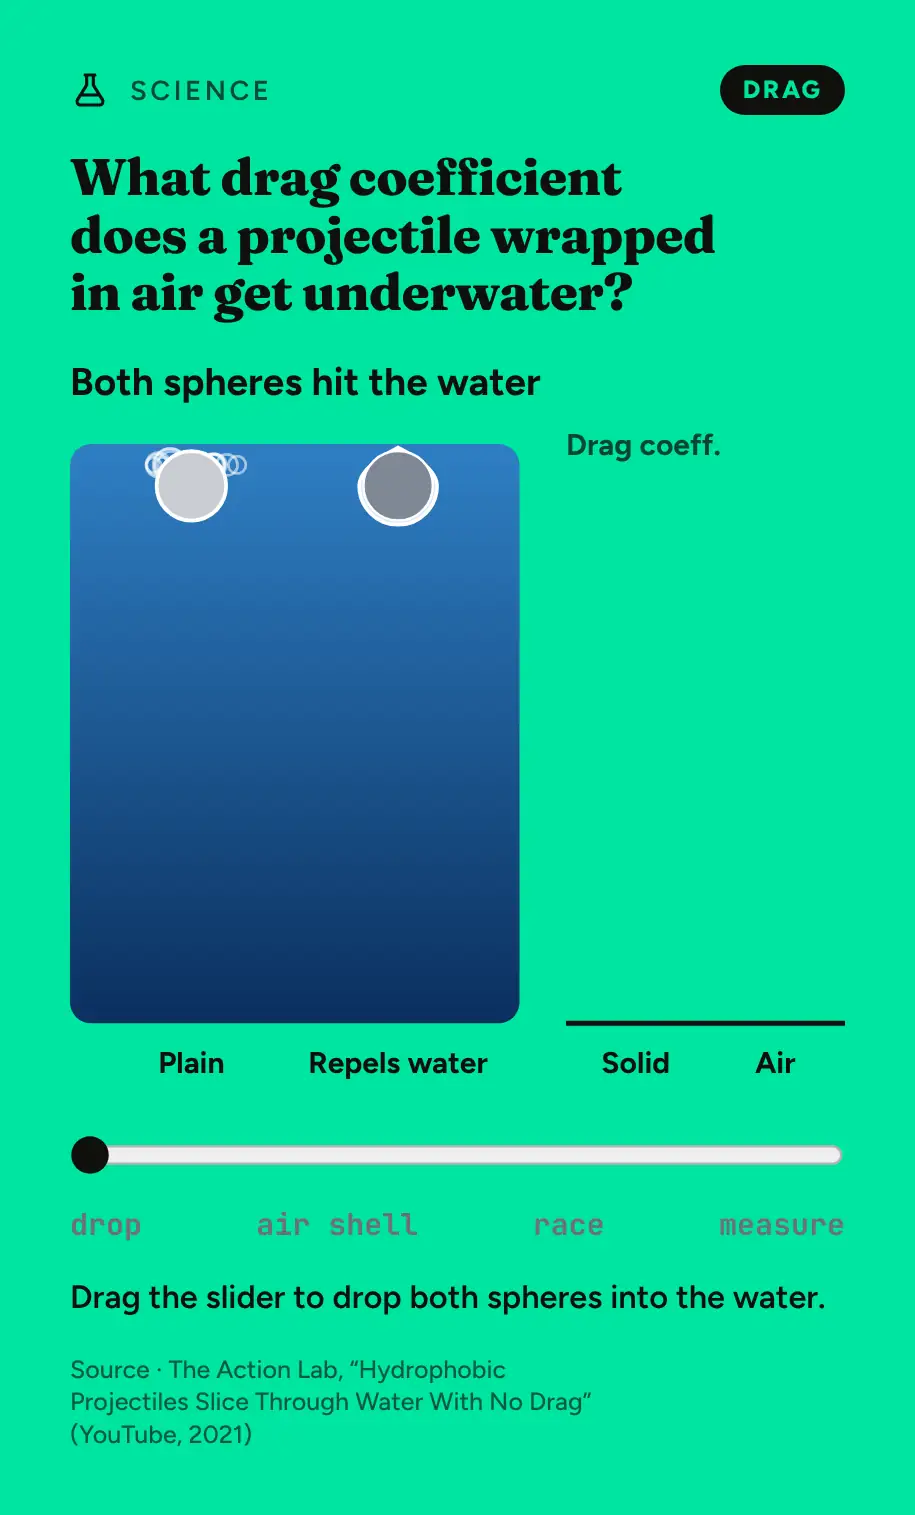 SCIENCE
DRAG
What drag coefficient
does a projectile wrapped
in air get underwater?
Both spheres hit the water
Drag coeff.
Plain
Repels water
Solid
Air
drop
air shell
race
measure
Drag the slider to drop both spheres into the water.
Source · The Action Lab, “Hydrophobic
Projectiles Slice Through Water With No Drag”
(YouTube, 2021)